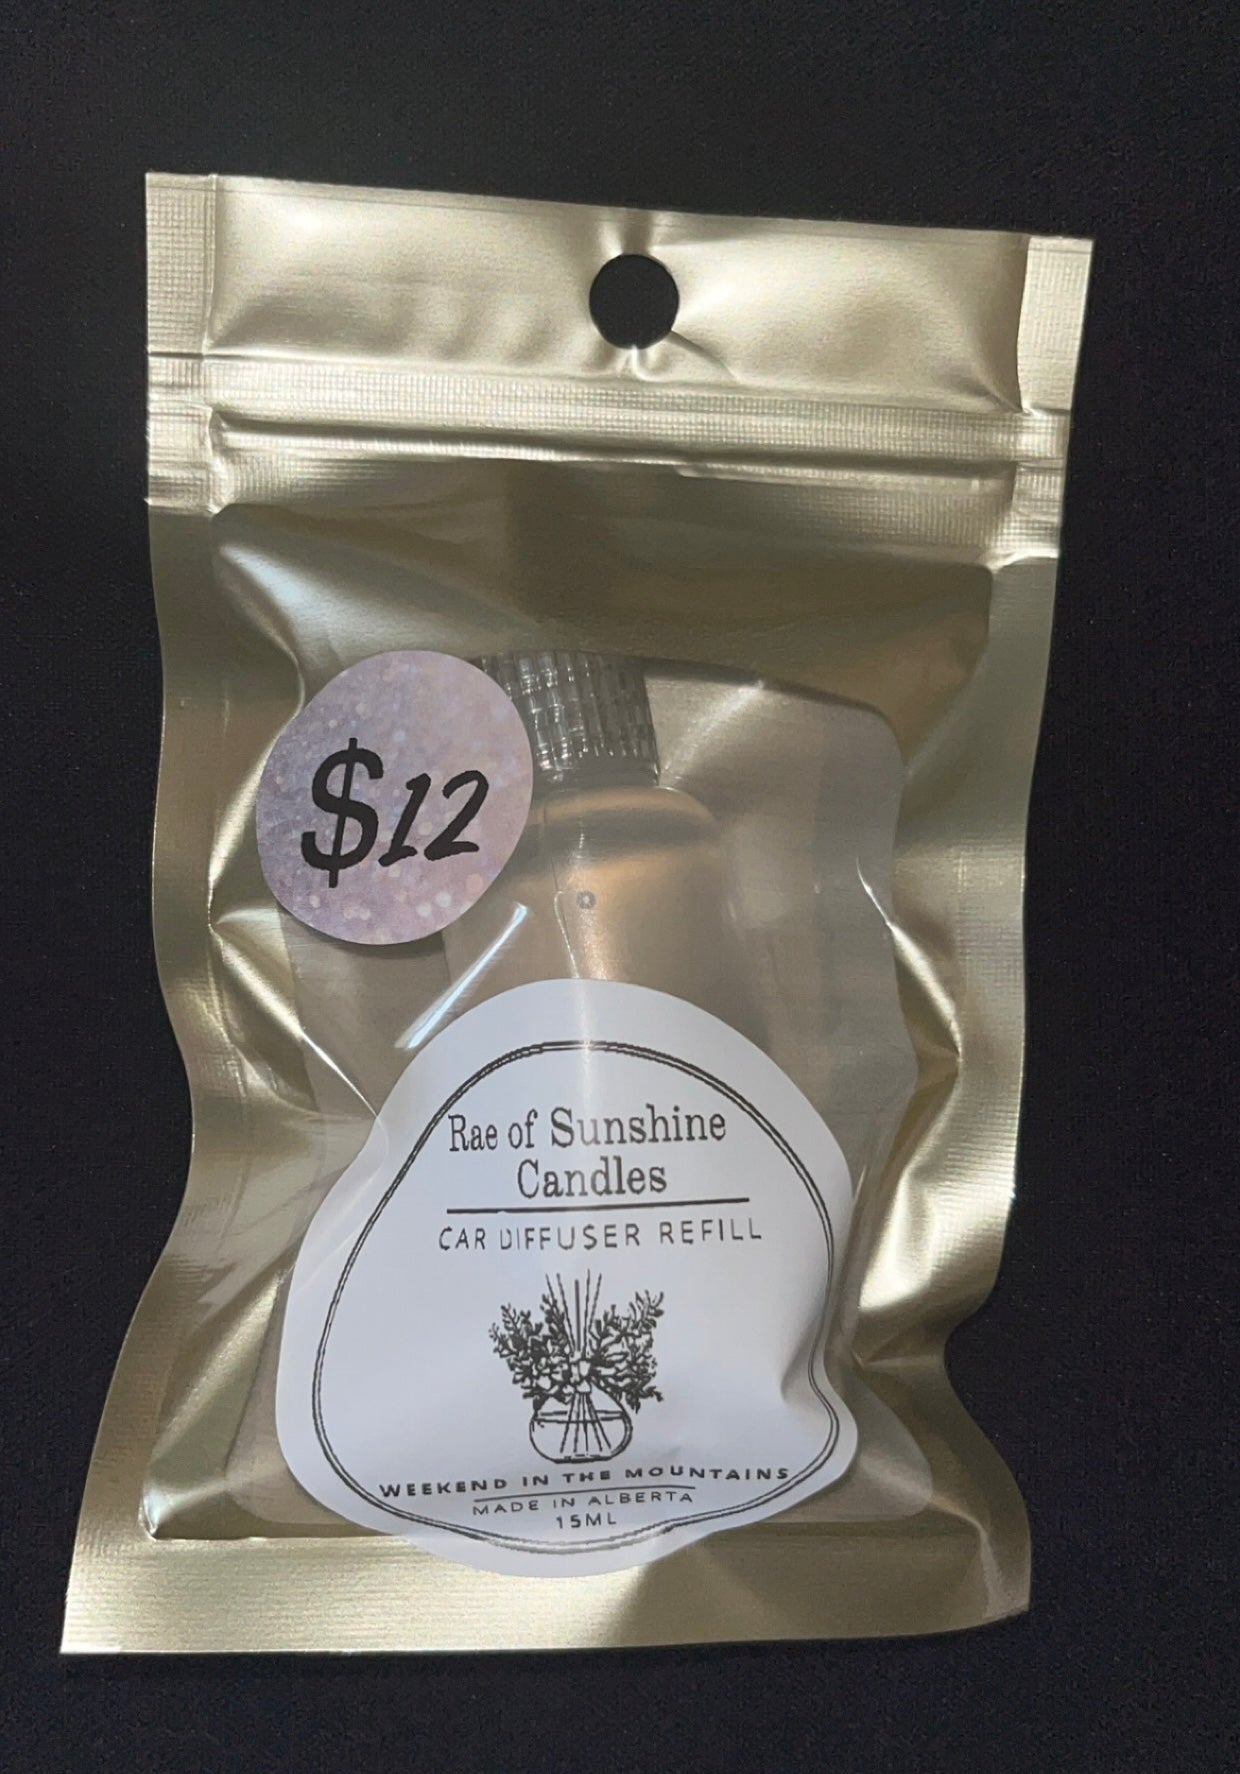 $12
Rae of Sunshine
Candles
CAR DIFFUSER REFILL
WEEKEND IN THE MOUNTAINS
MADE IN ALBERTA
15ML